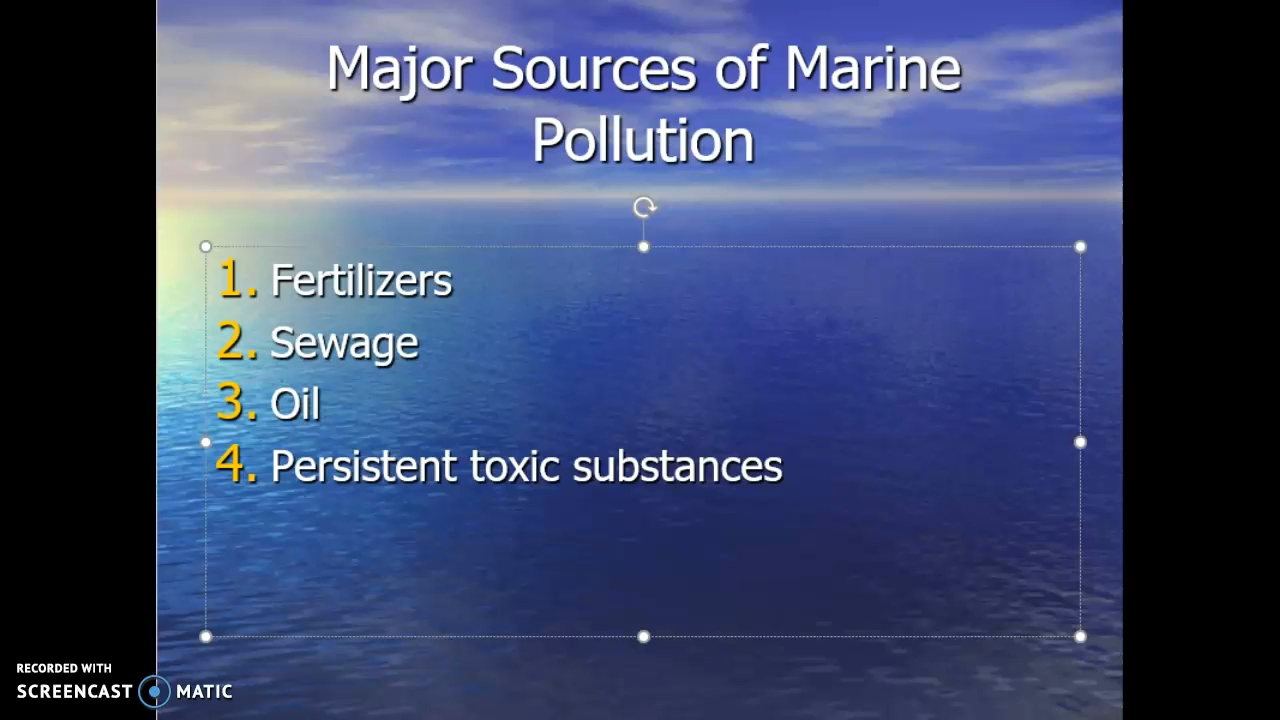 Major Sources of Marine
Pollution
1. Fertilizers
2. Sewage
3. Oil
4. Persistent toxic substances
RECORDED WITH
SCREENCAST MATIC